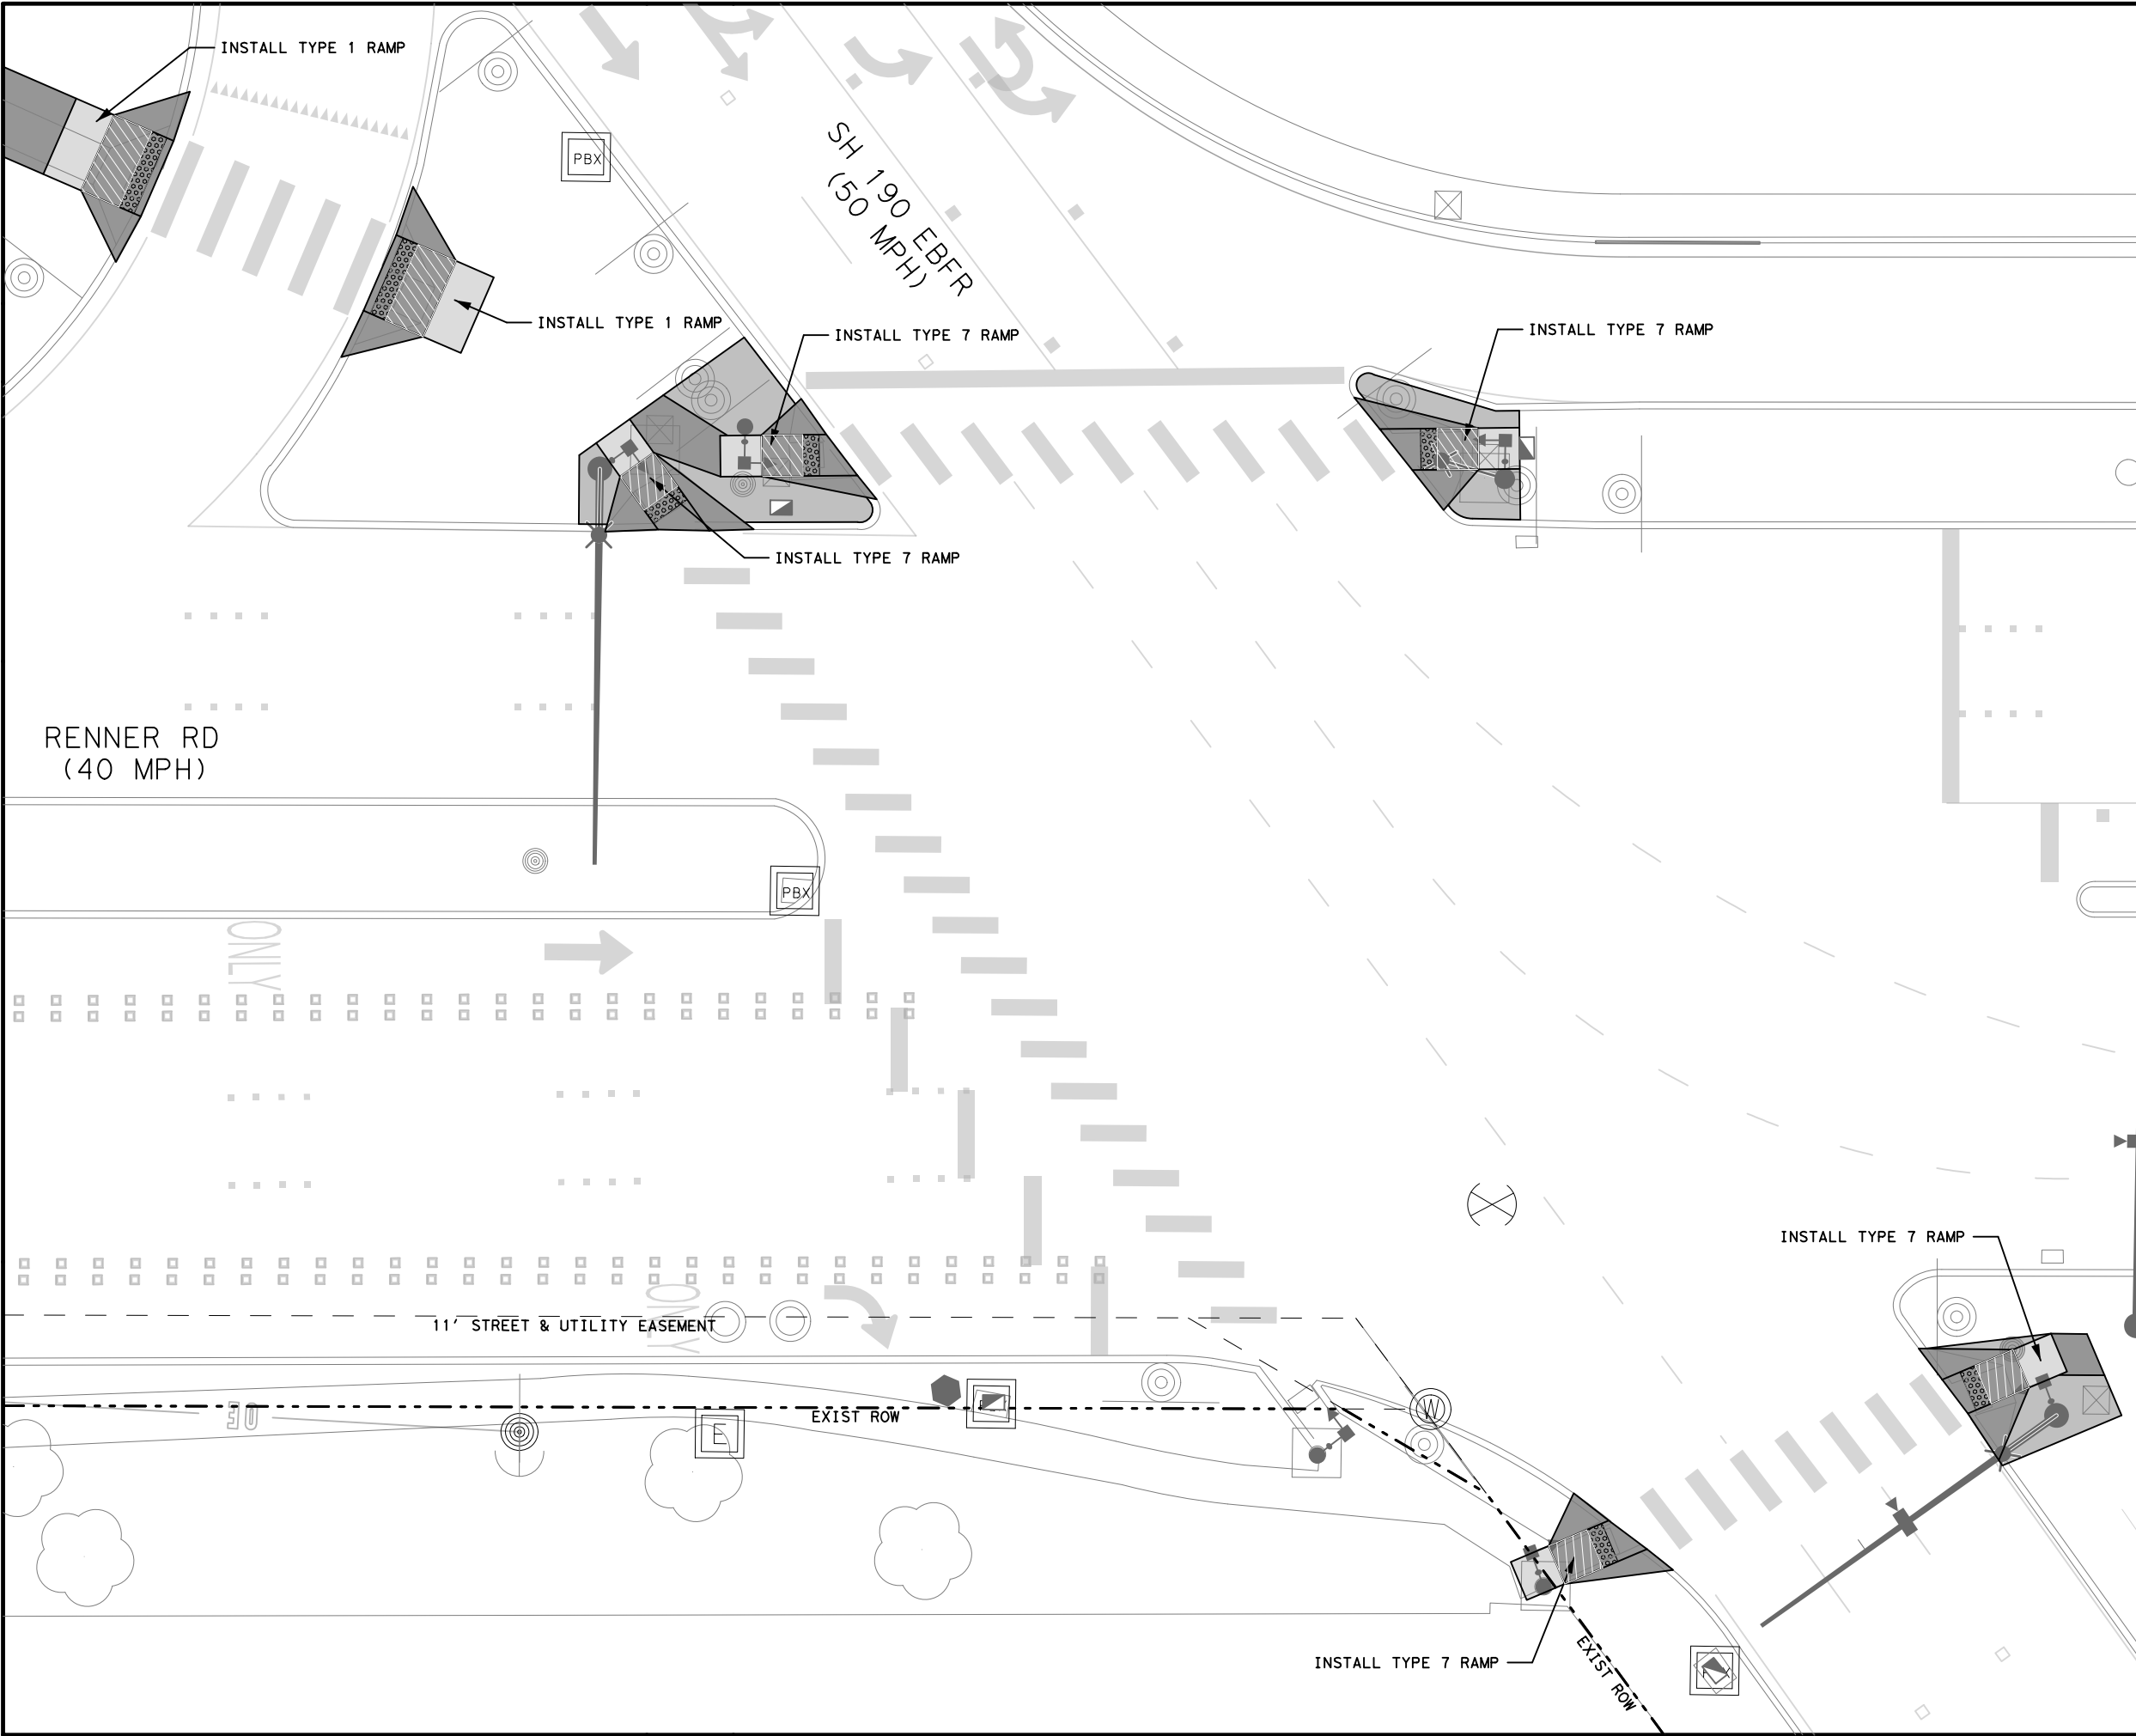 INSTALL TYPE 1 RAMP
PBX
SH 190 EBFR
(50 MPH)
INSTALL TYPE 1 RAMP
INSTALL TYPE 7 RAMP
INSTALL TYPE 7 RAMP
INSTALL TYPE 7 RAMP
RENNER RD
(40 MPH)
PBX
ONLY
INSTALL TYPE 7 RAMP
ONLY
11' STREET & UTILITY EASEMENT
EXIST ROW
W
E
INSTALL TYPE 7 RAMP
EXIST ROW